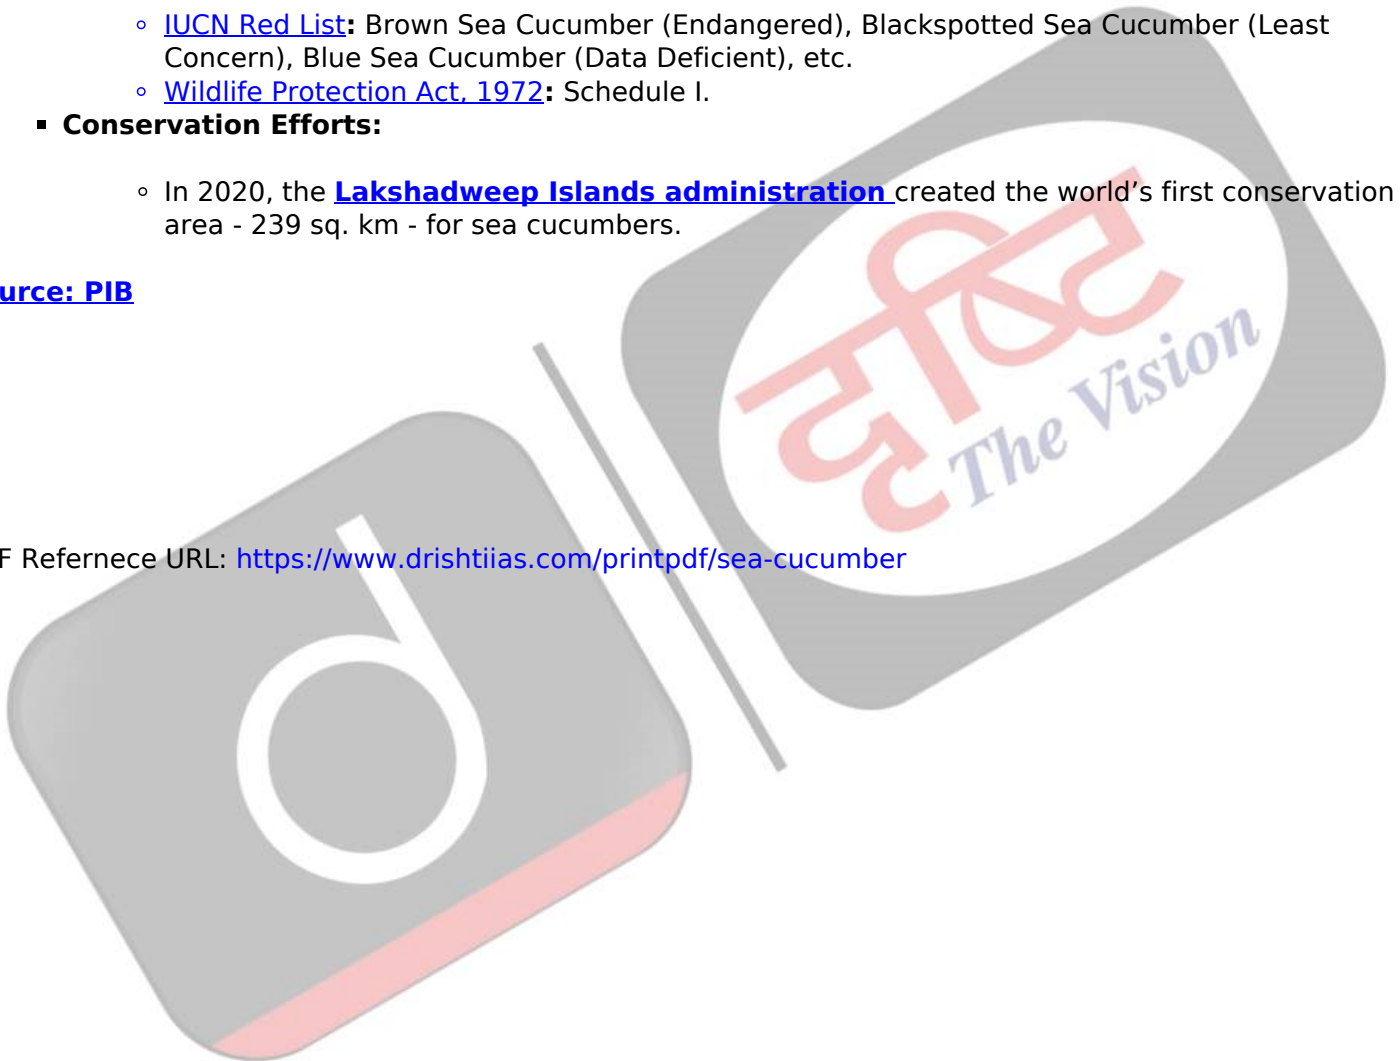 IUCN Red List: Brown Sea Cucumber (Endangered), Blackspotted Sea Cucumber (Least
Concern), Blue Sea Cucumber (Data Deficient), etc.
Wildlife Protection Act, 1972: Schedule I.
Conservation Efforts:
In 2020, the Lakshadweep Islands administration created the world's first conservation
area - 239 sq. km - for sea cucumbers.
urce: PIB
दृष्टि
The Vision
d
F Refernece URL: https://www.drishtiias.com/printpdf/sea-cucumber